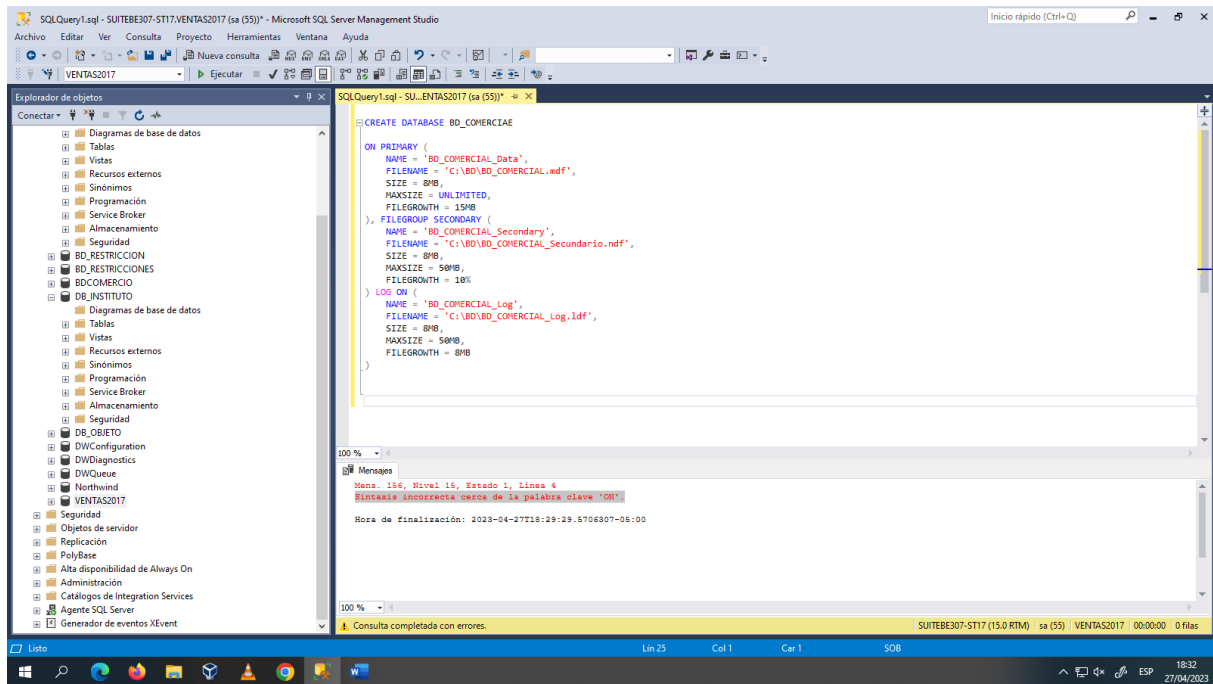 SQLQuery1.sql - SUITEBE307-ST17.VENTAS2017 (sa (55))* - Microsoft SQL Server Management Studio
Inicio rápido (Ctrl+Q)
Archivo Editar Ver Consulta Proyecto Herramientas Ventana Ayuda
Nueva consulta
VENTAS2017
Ejecutar
Explorador de objetos
Conectar
Diagramas de base de datos
Tablas
Vistas
Recursos externos
Sinónimos
Programación
Service Broker
Almacenamiento
Seguridad
BD_RESTRICCION
BD_RESTRICCIONES
BDCOMERCIO
DB_INSTITUTO
Diagramas de base de datos
Tablas
Vistas
Recursos externos
Sinónimos
Programación
Service Broker
Almacenamiento
Seguridad
DB_OBJETO
DWConfiguration
DWDiagnostics
DWQueue
Northwind
VENTAS2017
Seguridad
Objetos de servidor
Replicación
PolyBase
Alta disponibilidad de Always On
Administración
Catálogos de Integration Services
Agente SQL Server
Generador de eventos XEvent
SQLQuery1.sql - SU...ENTAS2017 (sa (55))*
CREATE DATABASE BD_COMERCIAE
ON PRIMARY (
NAME = 'BD_COMERCIAL_Data',
FILENAME = 'C:\BD\BD_COMERCIAL.mdf',
SIZE = 8MB,
MAXSIZE = UNLIMITED,
FILEGROWTH = 15MB
), FILEGROUP SECONDARY (
NAME = 'BD_COMERCIAL_Secondary',
FILENAME = 'C:\BD\BD_COMERCIAL_Secundario.ndf',
SIZE = 8MB,
MAXSIZE = 50MB,
FILEGROWTH = 10%
) LOG ON (
NAME = 'BD_COMERCIAL_Log',
FILENAME = 'C:\BD\BD_COMERCIAL_Log.ldf',
SIZE = 8MB,
MAXSIZE = 50MB,
FILEGROWTH = 8MB
)
100 %
Mensajes
Mens. 156, Nivel 15, Estado 1, Línea 4
Sintaxis incorrecta cerca de la palabra clave 'ON'.
Hora de finalización: 2023-04-27T18:29:29.5706307-05:00
100 %
Consulta completada con errores.
SUITEBE307-ST17 (15.0 RTM) sa (55) VENTAS2017 00:00:00 0 filas
Listo
Lín 25 Col 1 Car 1 SOB
ESP
18:32
27/04/2023